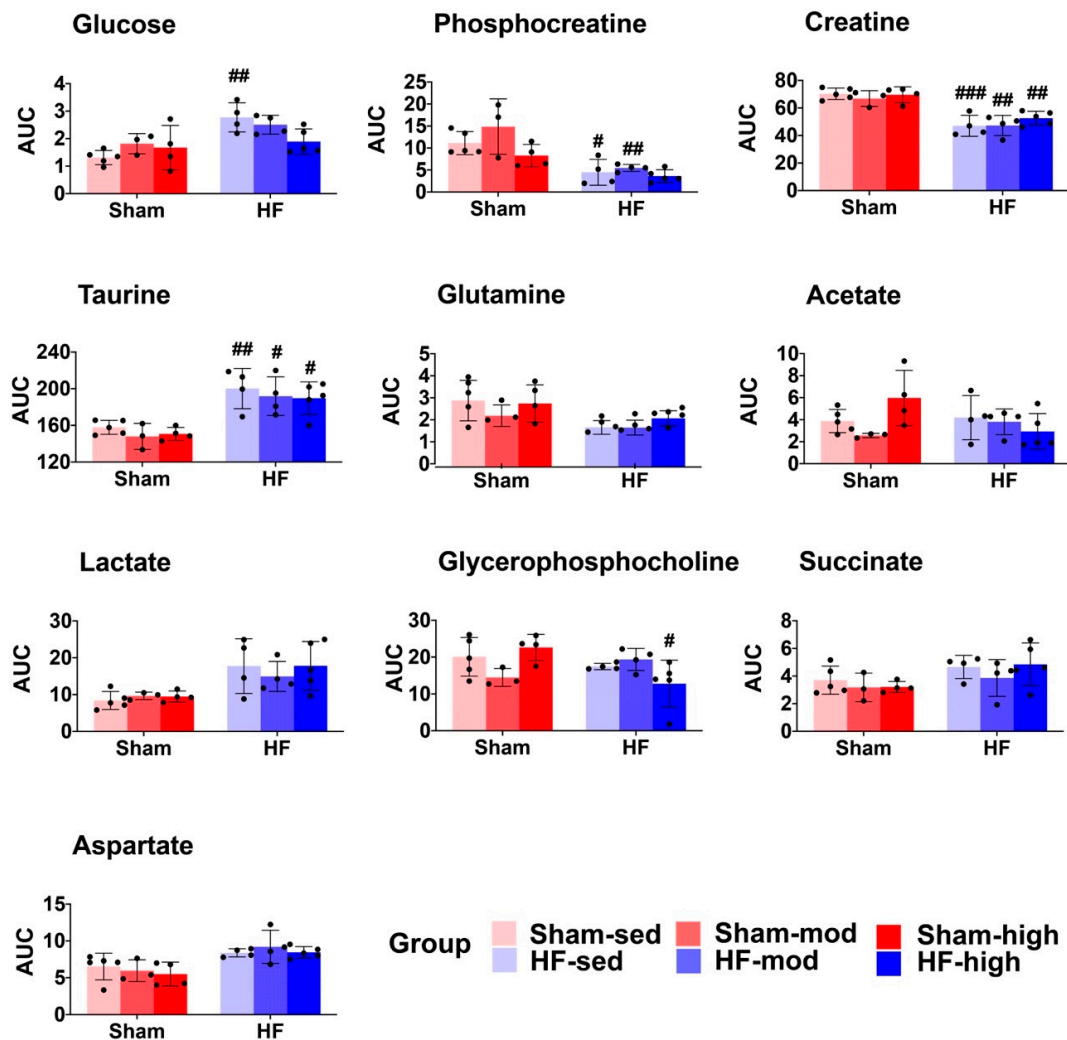 Glucose
Phosphocreatine
Creatine
AUC
4
3
2
1
0
##
Sham
HF
AUC
25
20
15
10
5
0
#
##
Sham
HF
AUC
80
60
40
20
0
###
##
##
Sham
HF
Taurine
Glutamine
Acetate
AUC
240
200
160
120
##
#
#
Sham
HF
AUC
5
4
3
2
1
0
Sham
HF
AUC
10
8
6
4
2
0
Sham
HF
Lactate
Glycerophosphocholine
Succinate
AUC
30
20
10
0
Sham
HF
AUC
30
20
10
0
#
Sham
HF
AUC
8
6
4
2
0
Sham
HF
Aspartate
AUC
15
10
5
0
Sham
HF
Group
Sham-sed
Sham-mod
Sham-high
HF-sed
HF-mod
HF-high